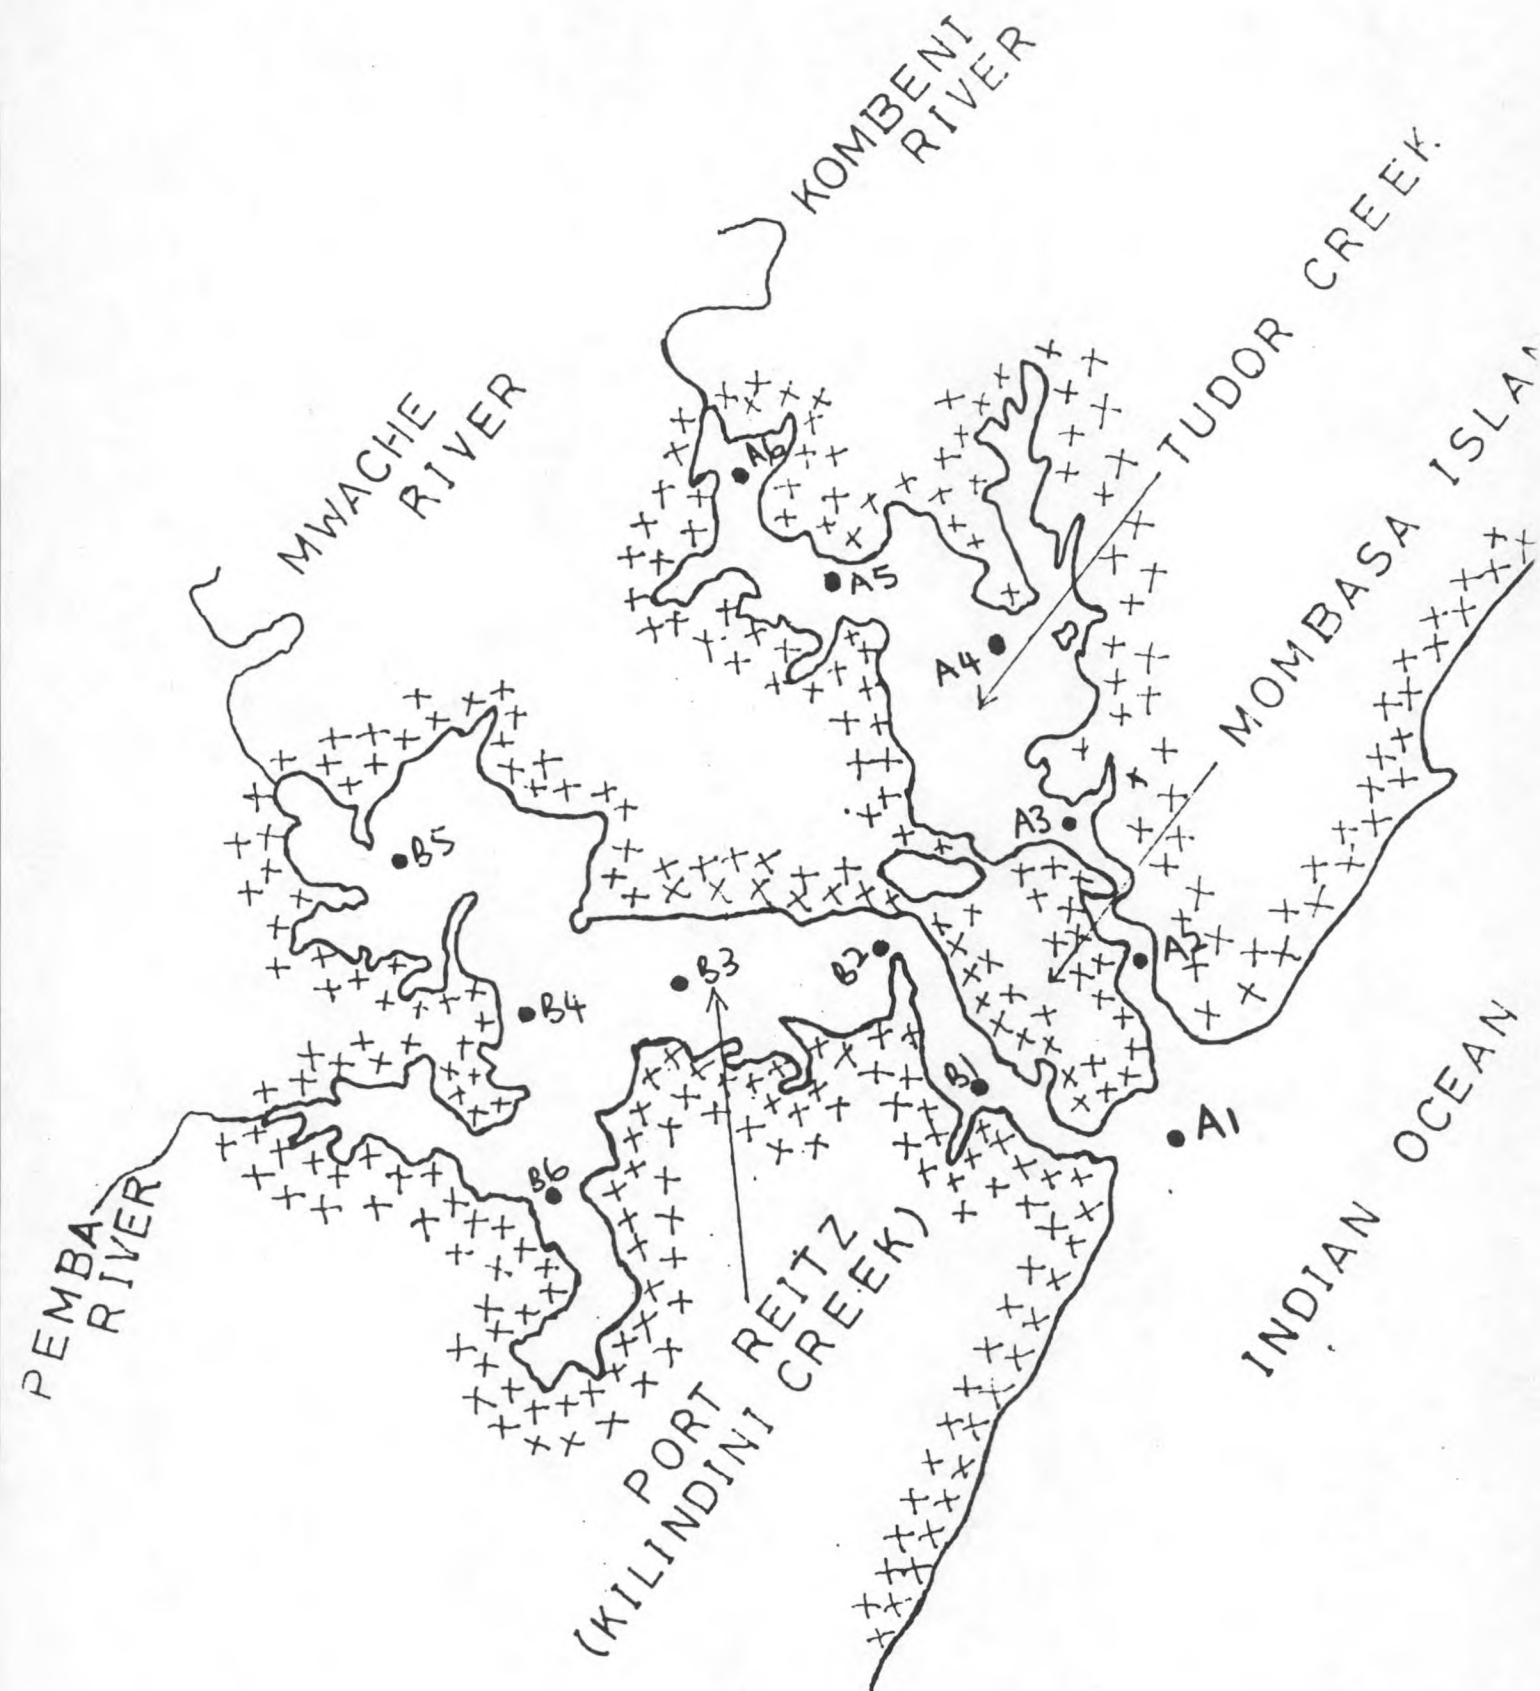 KOMBENI
RIVER
TUDOR CREEK
MWACHE
RIVER
MOMBASA
A6
A5
A4
A3
A2
A1
B5
B4
B3
B2
B1
B6
PEMBA
RIVER
PORT REITZ
(KILINDINI CREEK)
INDIAN OCEAN